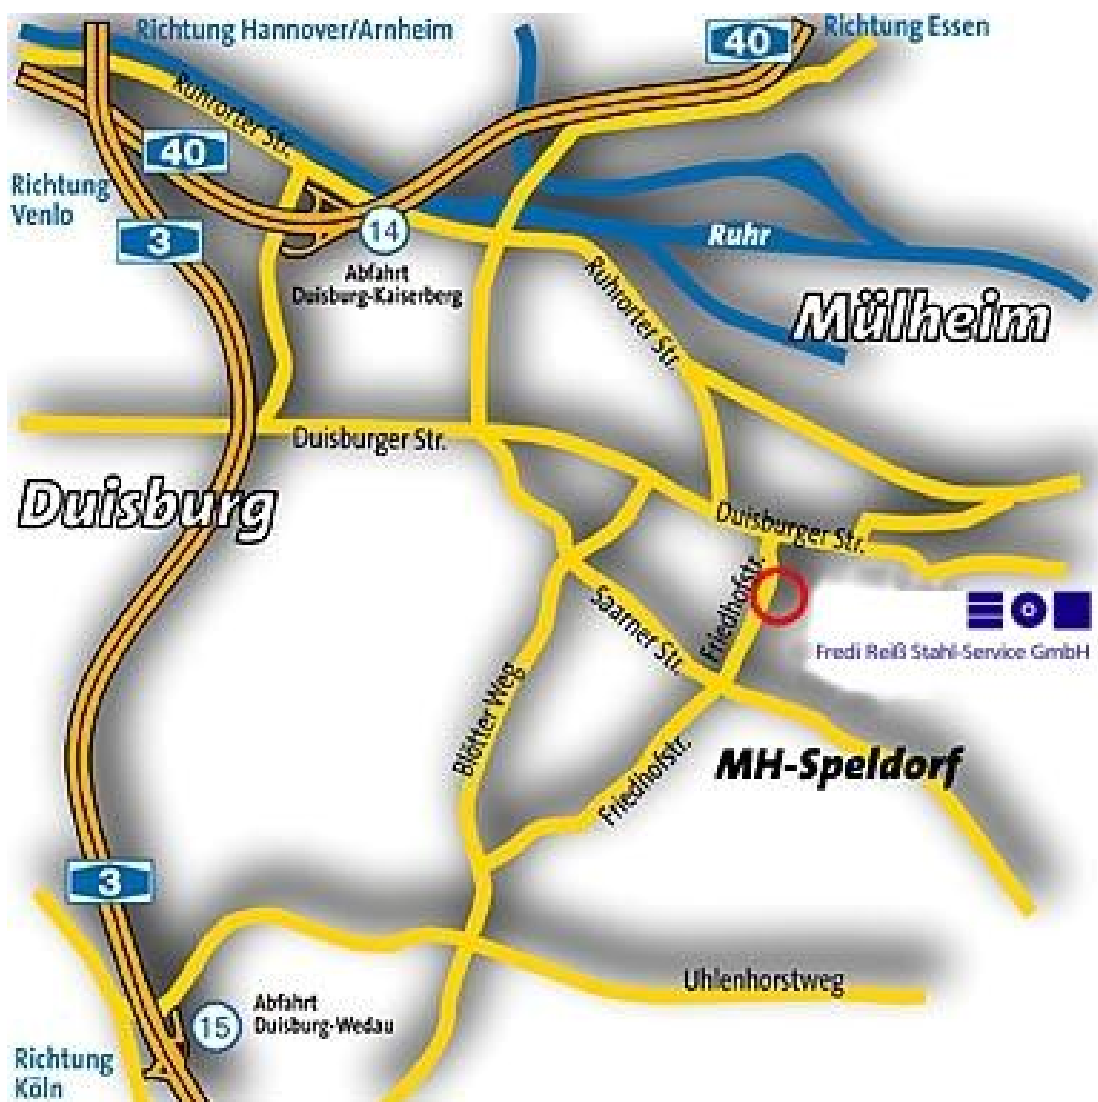 Richtung Hannover/Arnheim
40
Richtung Essen
Ruhrorter Str.
40
Richtung
Venlo
3
14
Abfahrt
Duisburg-Kaiserberg
Ruhr
Ruhrorter Str.
Mülheim
Duisburger Str.
Duisburg
Duisburger Str.
Friedhofstr.
Saarner Str.
Fredi Reiß Stahl-Service GmbH
Blötter Weg
Friedhofstr.
MH-Speldorf
3
Uhlenhorstweg
15
Abfahrt
Duisburg-Wedau
Richtung
Köln